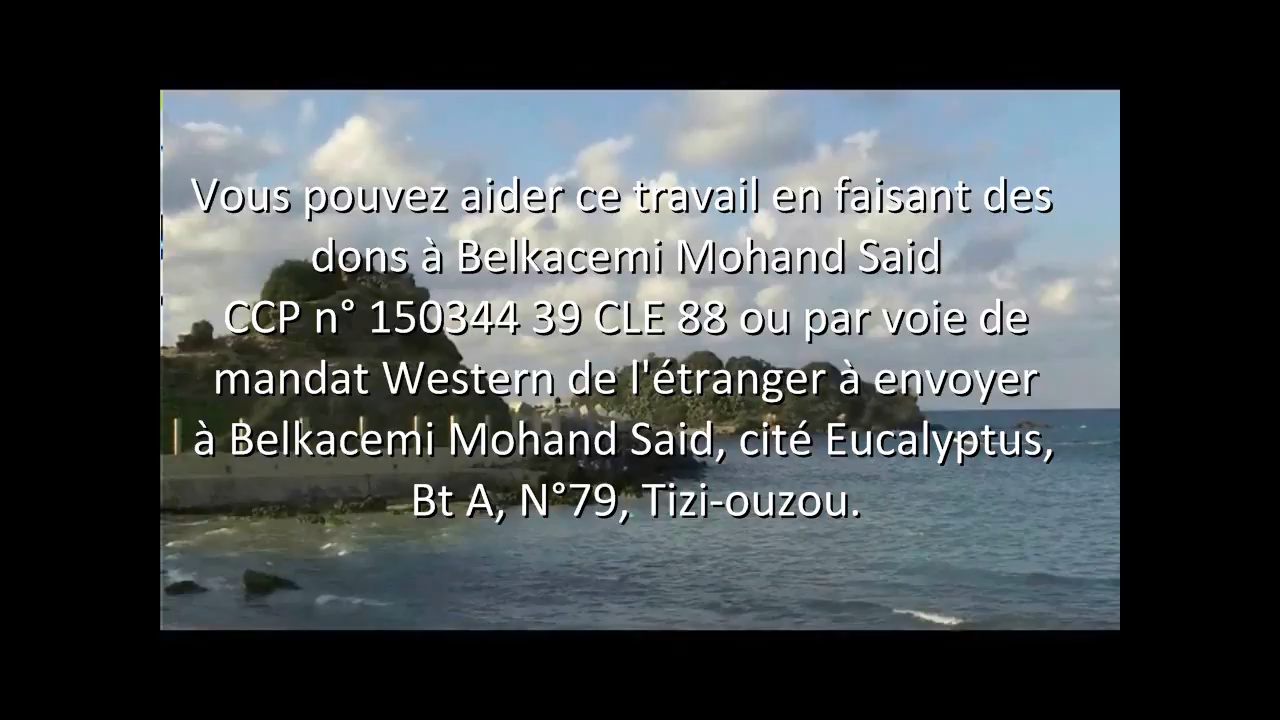 Vous pouvez aider ce travail en faisant des
dons à Belkacemi Mohand Said
CCP n° 150344 39 CLE 88 ou par voie de
mandat Western de l'étranger à envoyer
à Belkacemi Mohand Said, cité Eucalyptus,
Bt A, N°79, Tizi-ouzou.